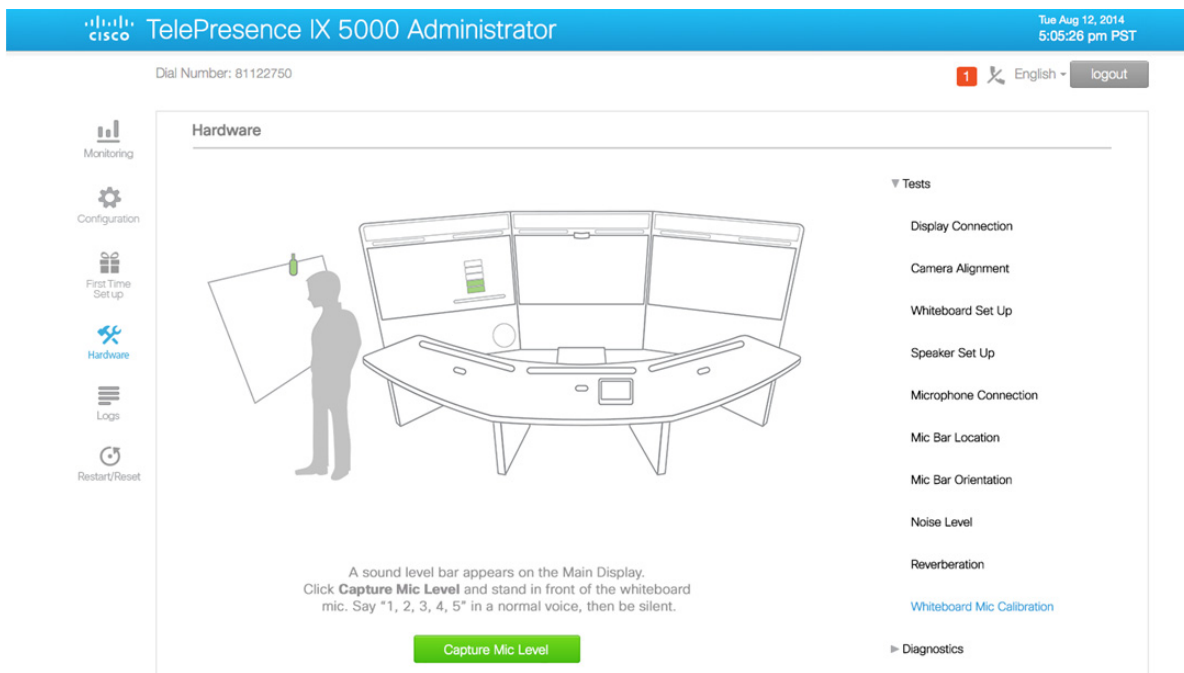 cisco TelePresence IX 5000 Administrator
Tue Aug 12, 2014
5:05:26 pm PST
Dial Number: 81122750
1 English logout
Monitoring
Configuration
First Time
Set up
Hardware
Logs
Restart/Reset
Hardware
A sound level bar appears on the Main Display.
Click Capture Mic Level and stand in front of the whiteboard
mic. Say "1, 2, 3, 4, 5" in a normal voice, then be silent.
Capture Mic Level
Tests
Display Connection
Camera Alignment
Whiteboard Set Up
Speaker Set Up
Microphone Connection
Mic Bar Location
Mic Bar Orientation
Noise Level
Reverberation
Whiteboard Mic Calibration
Diagnostics